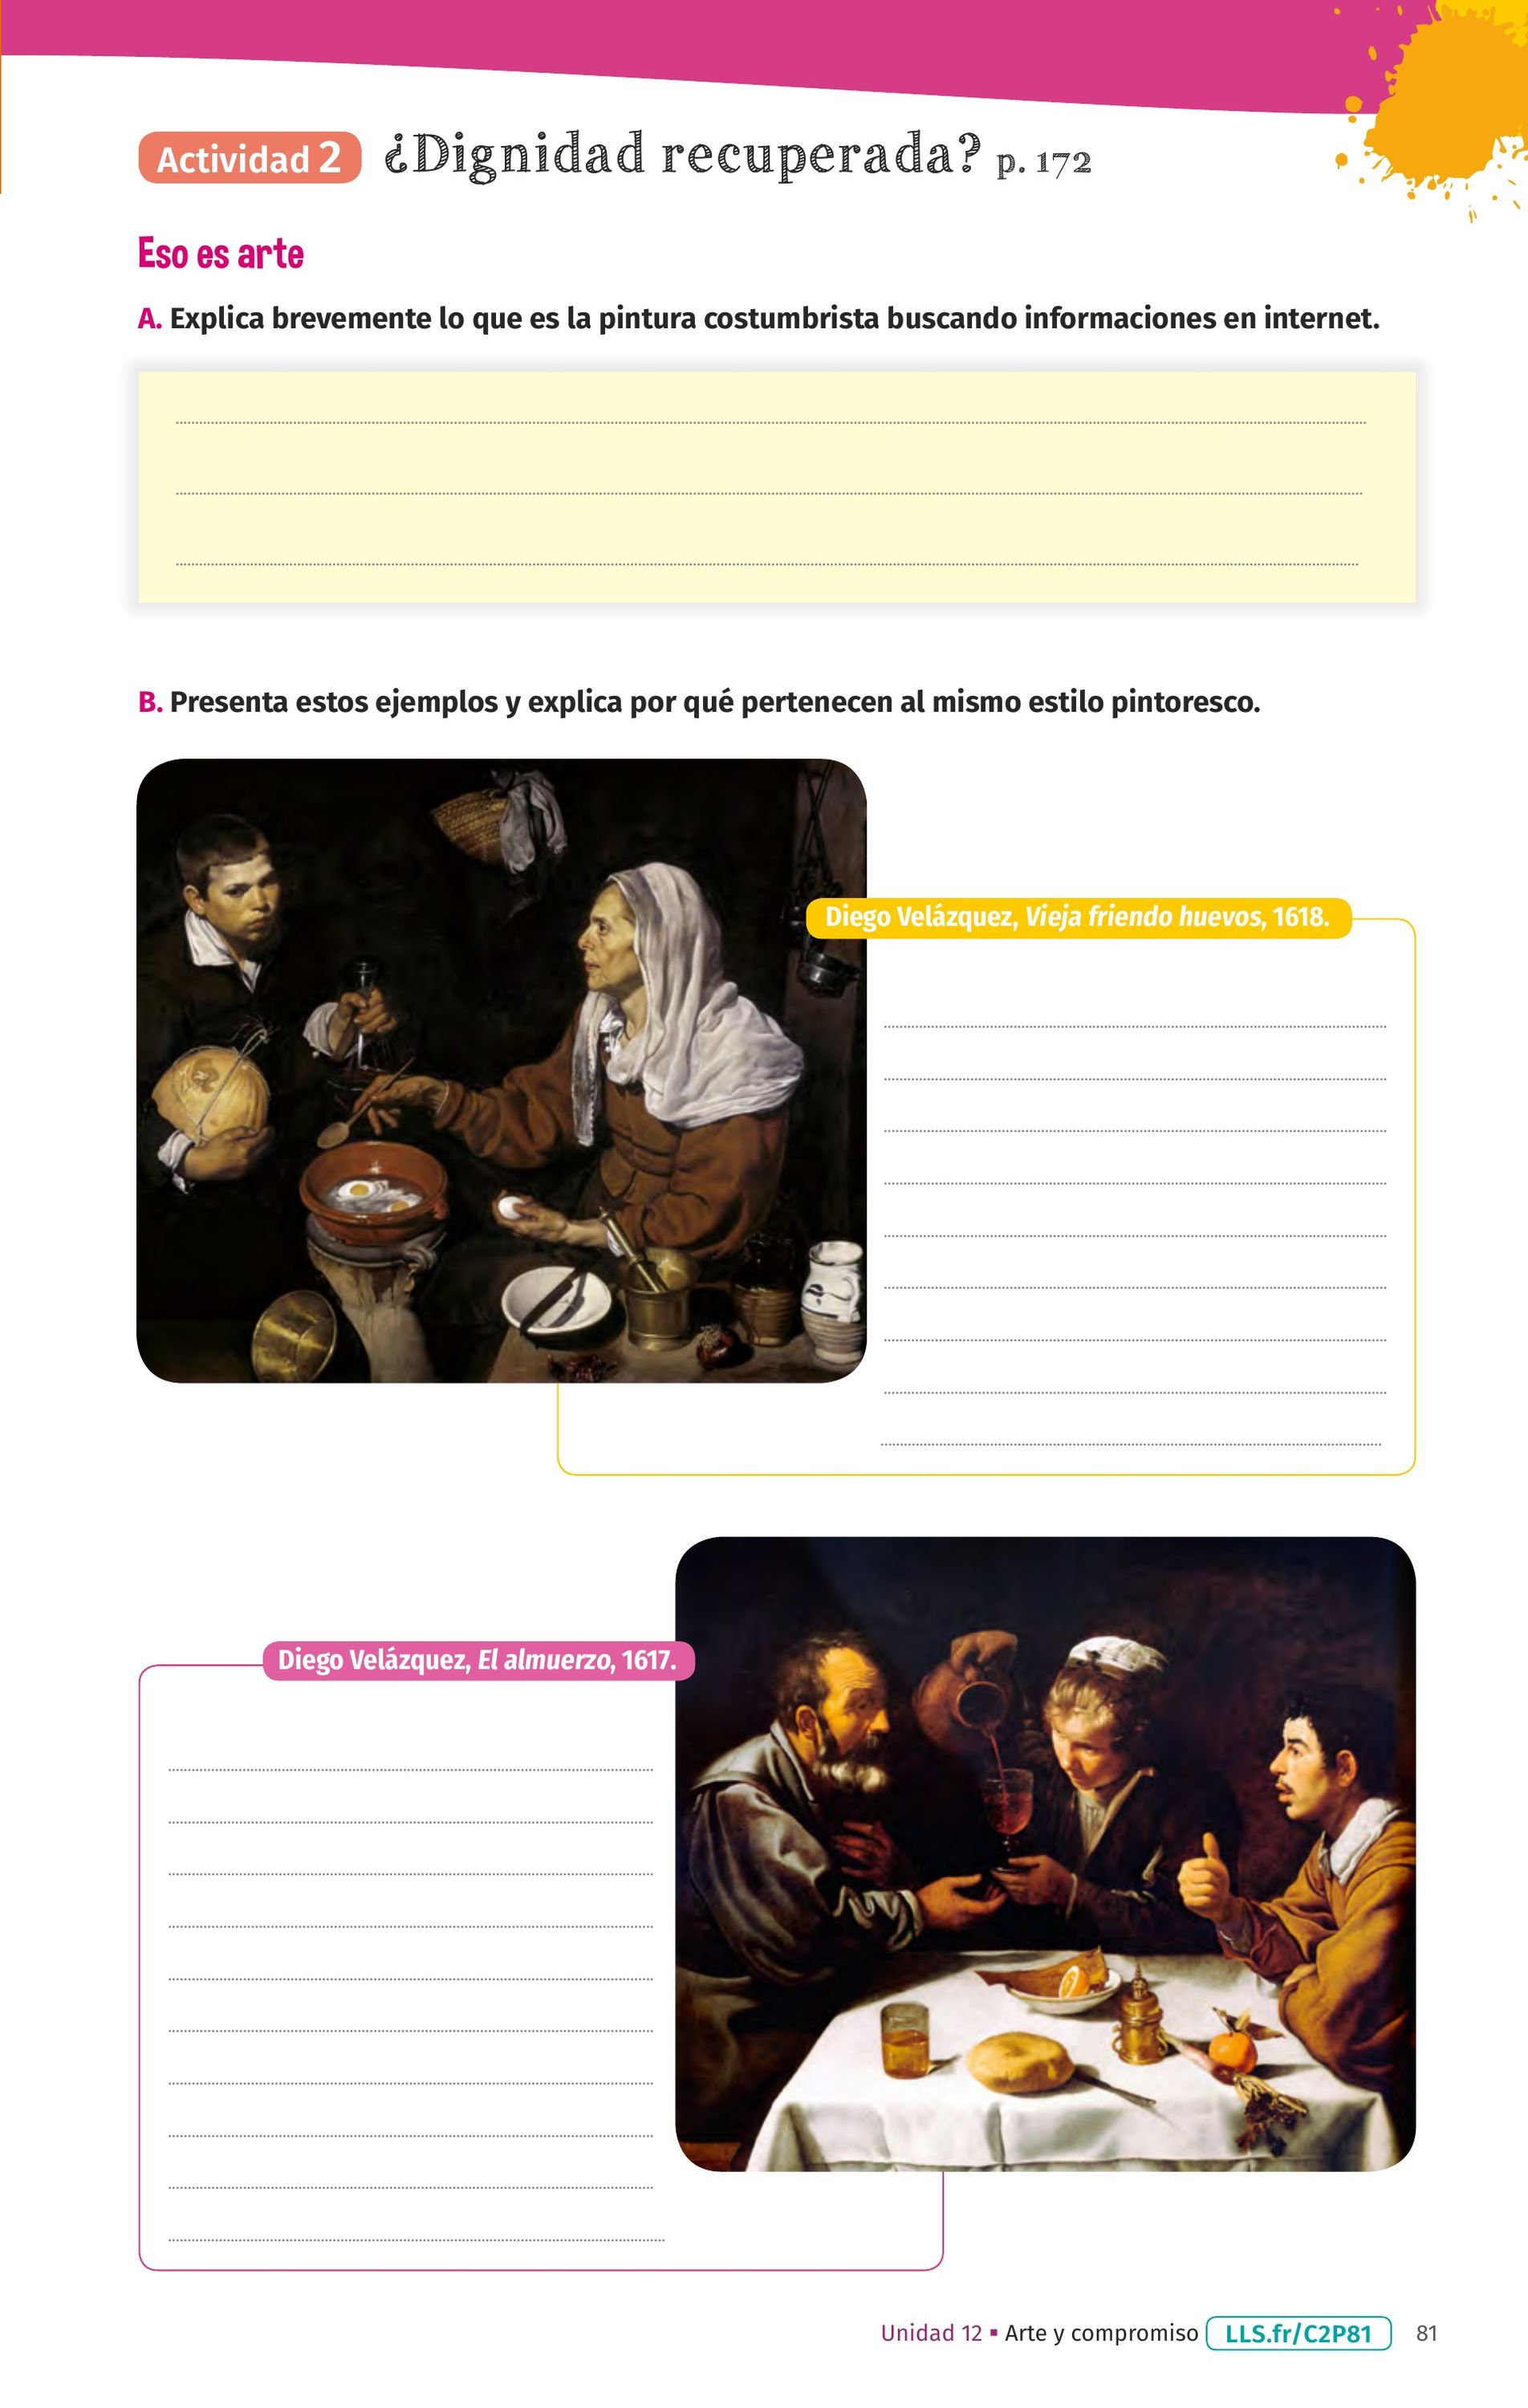 Actividad 2 ¿Dignidad recuperada? p. 172
Eso es arte
A. Explica brevemente lo que es la pintura costumbrista buscando informaciones en internet.
B. Presenta estos ejemplos y explica por qué pertenecen al mismo estilo pintoresco.
Diego Velázquez, Vieja friendo huevos, 1618.
Diego Velázquez, El almuerzo, 1617.
Unidad 12 ▪ Arte y compromiso LLS.fr/C2P81 81